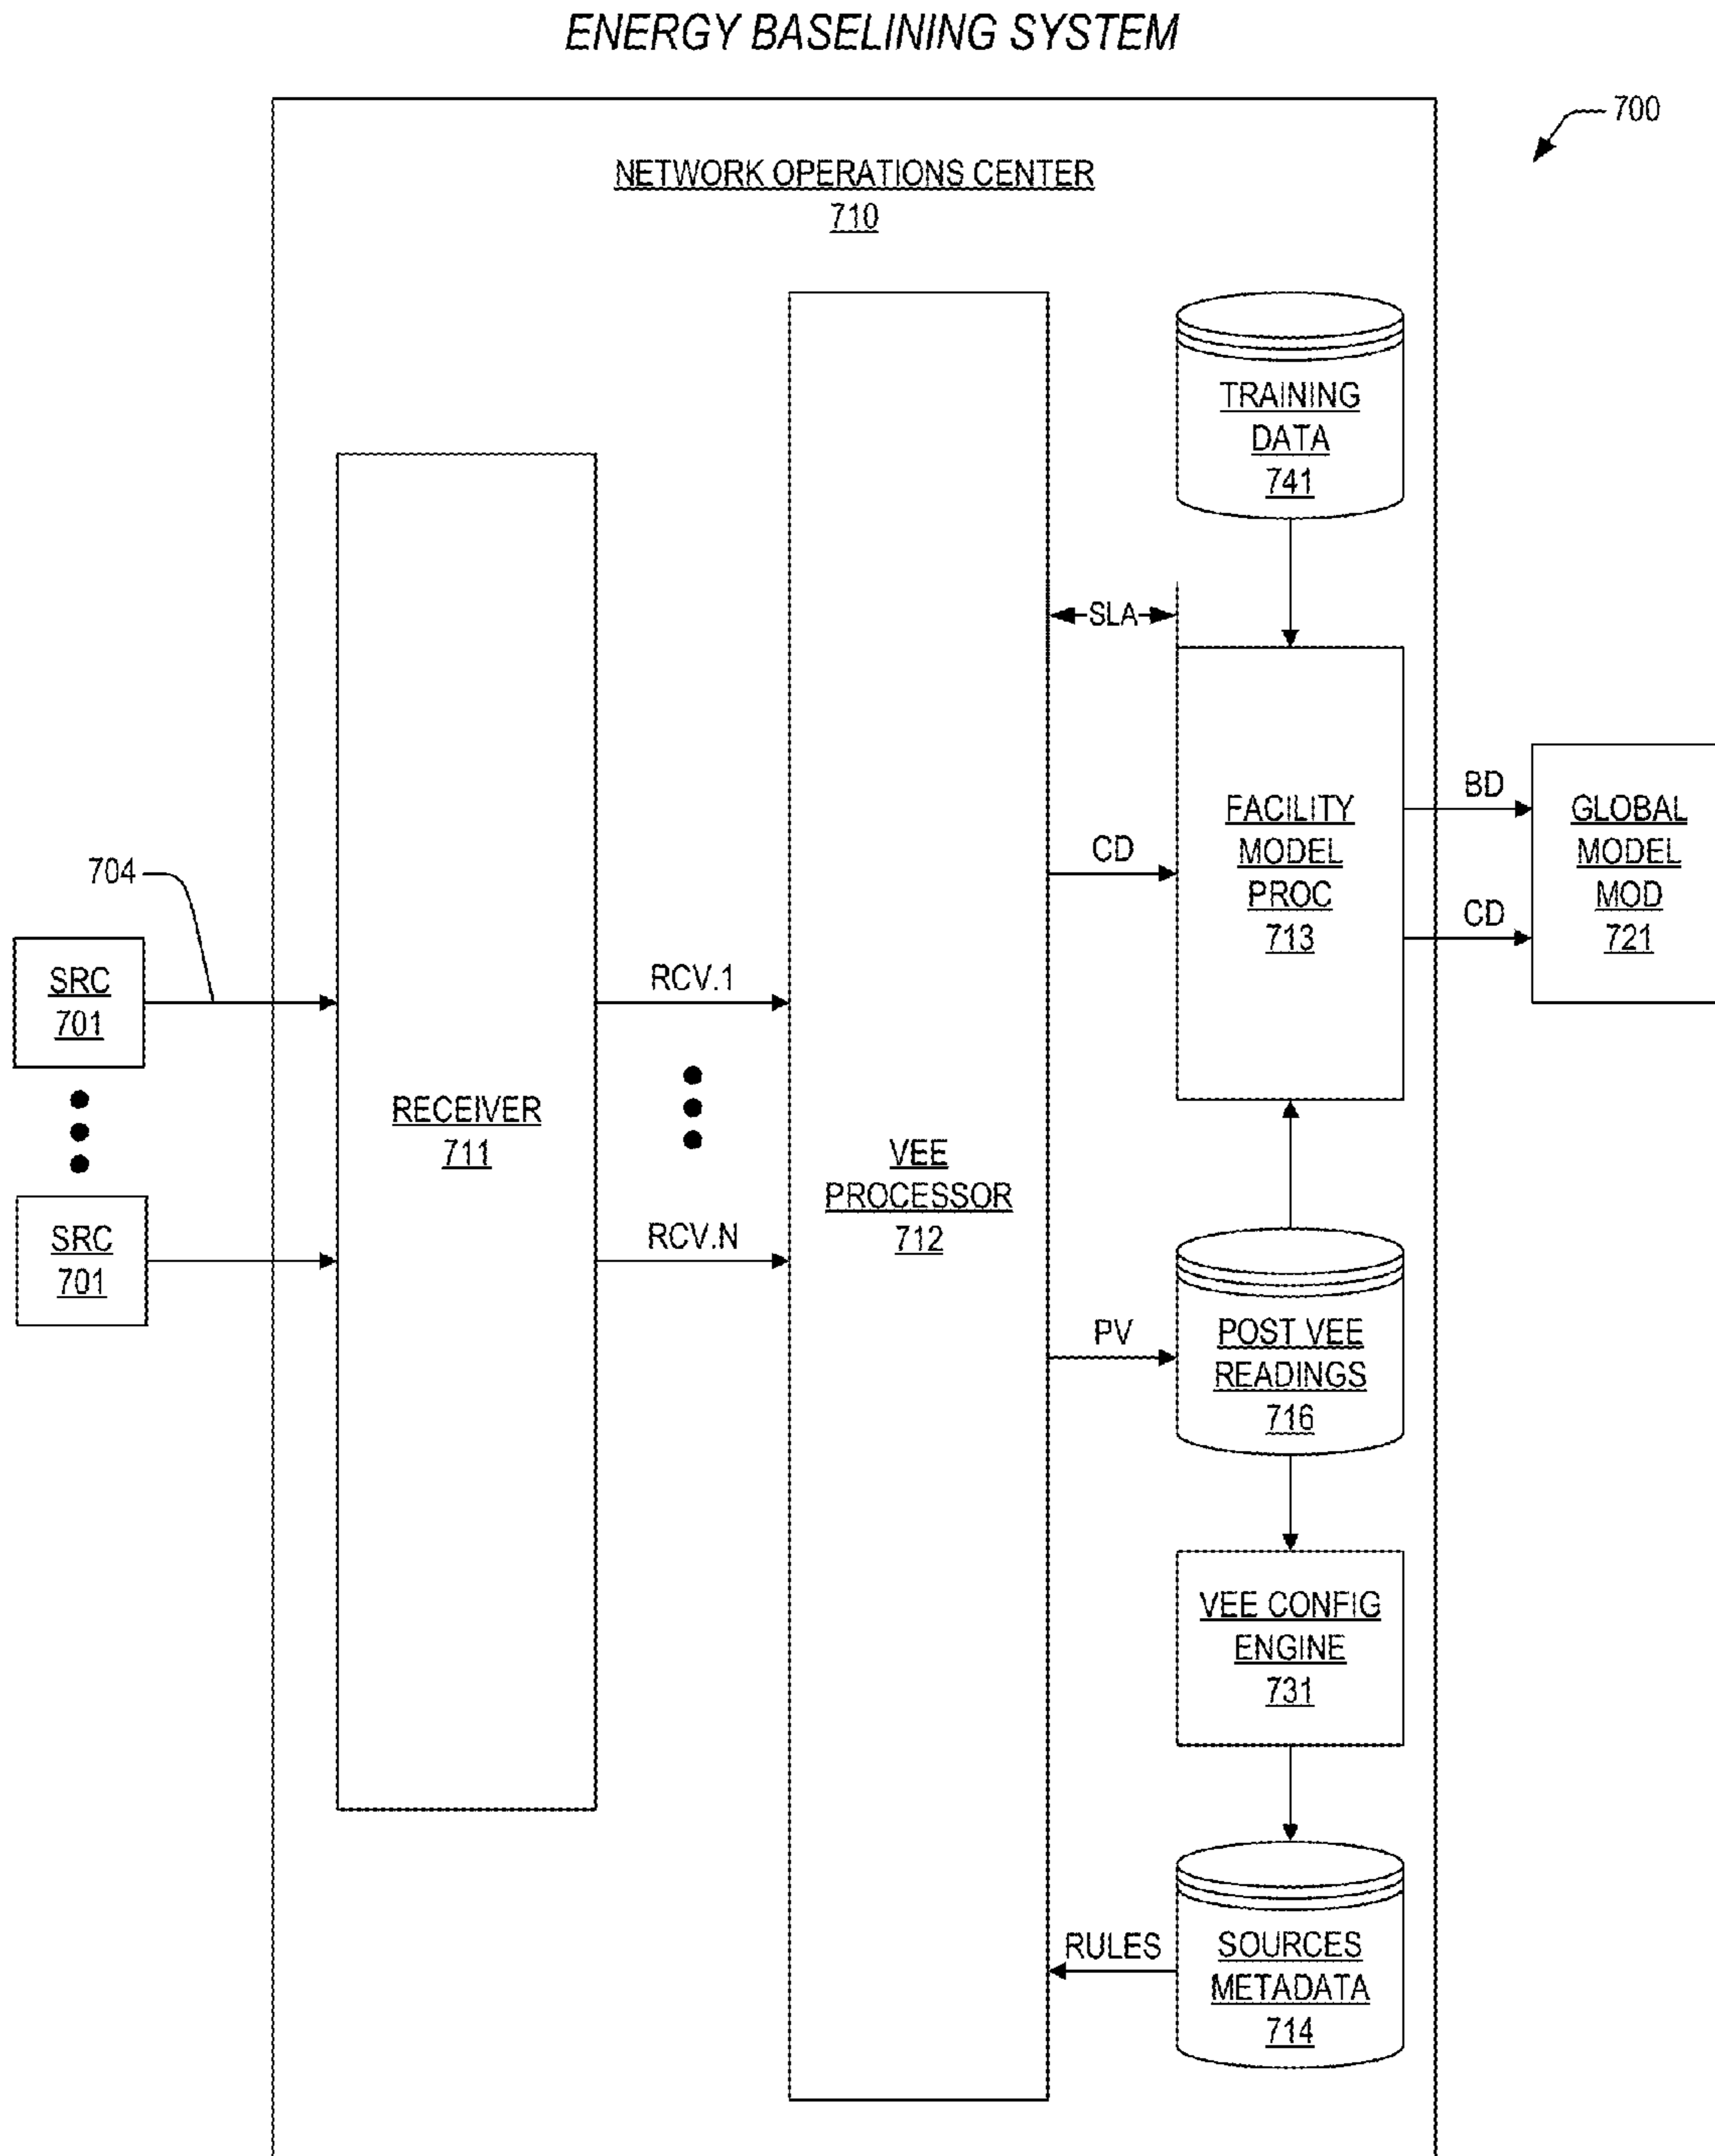 ENERGY BASELINING SYSTEM
700
NETWORK OPERATIONS CENTER
710
TRAINING
DATA
741
SLA
FACILITY
MODEL
PROC
713
BD
CD
GLOBAL
MODEL
MOD
721
CD
704
SRC
701
SRC
701
RECEIVER
711
RCV.1
RCV.N
VEE
PROCESSOR
712
PV
POST VEE
READINGS
716
VEE CONFIG
ENGINE
731
RULES
SOURCES
METADATA
714